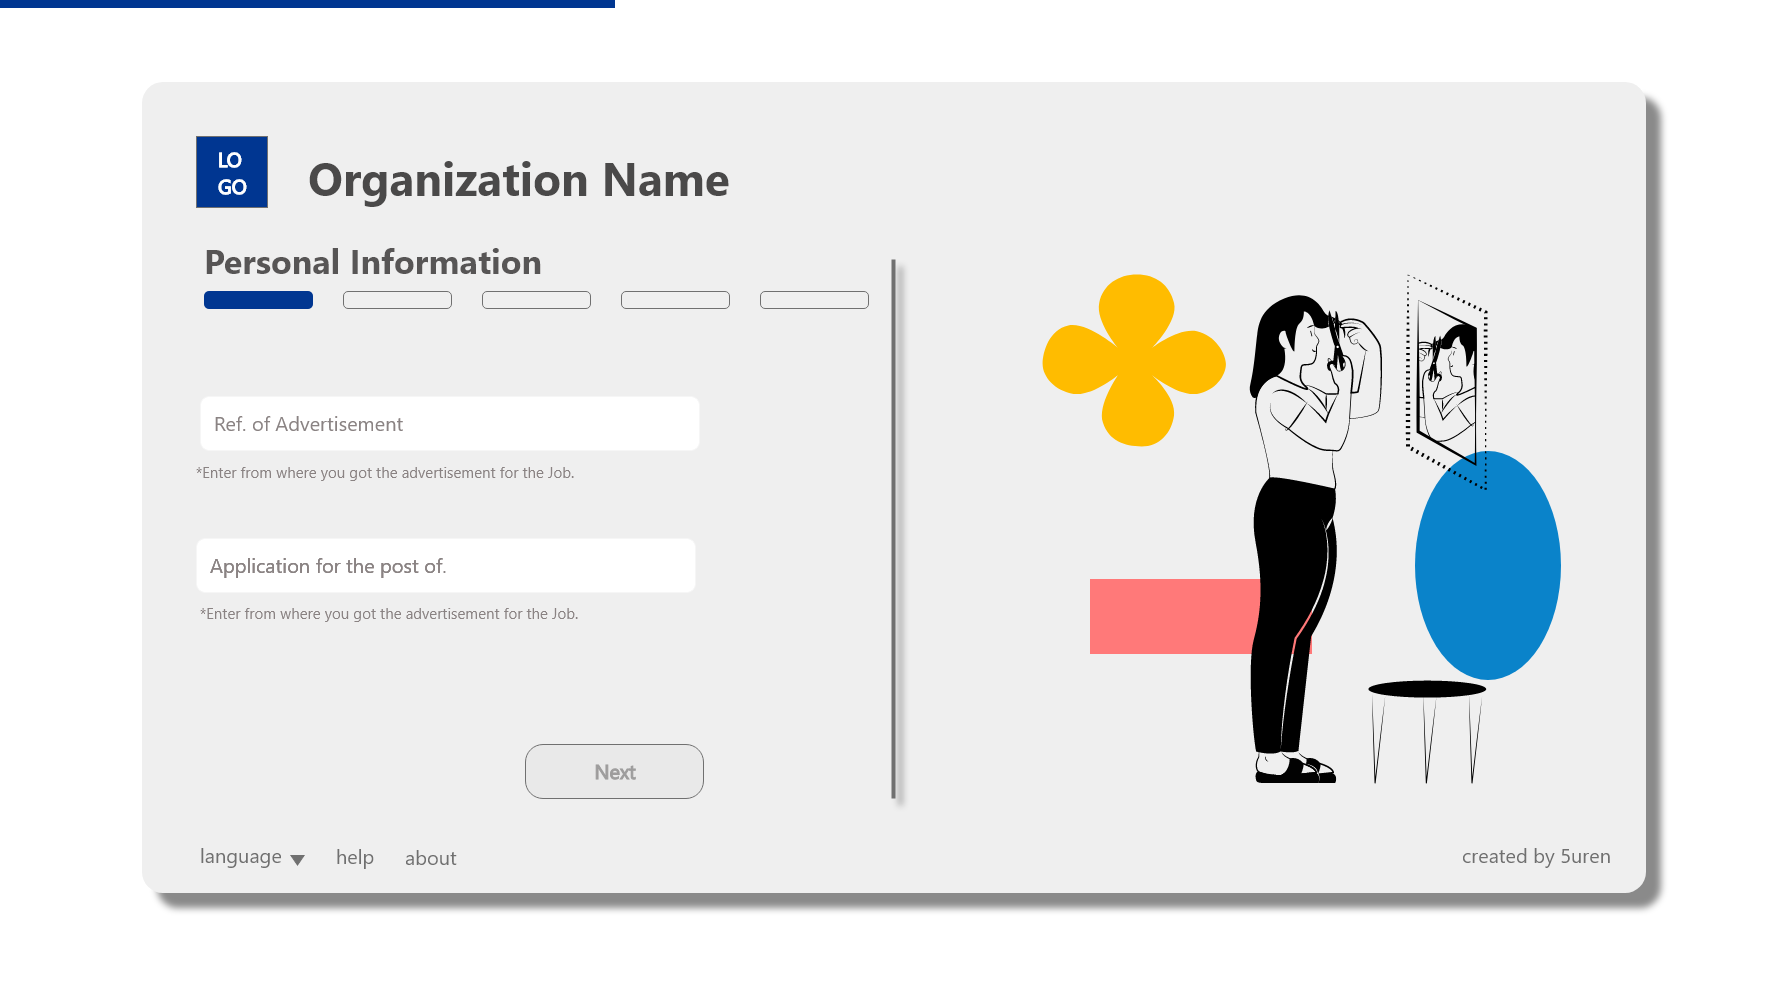 LO
GO
Organization Name
Personal Information
Ref. of Advertisement
*Enter from where you got the advertisement for the Job.
Application for the post of.
*Enter from where you got the advertisement for the Job.
Next
language help about
created by 5uren